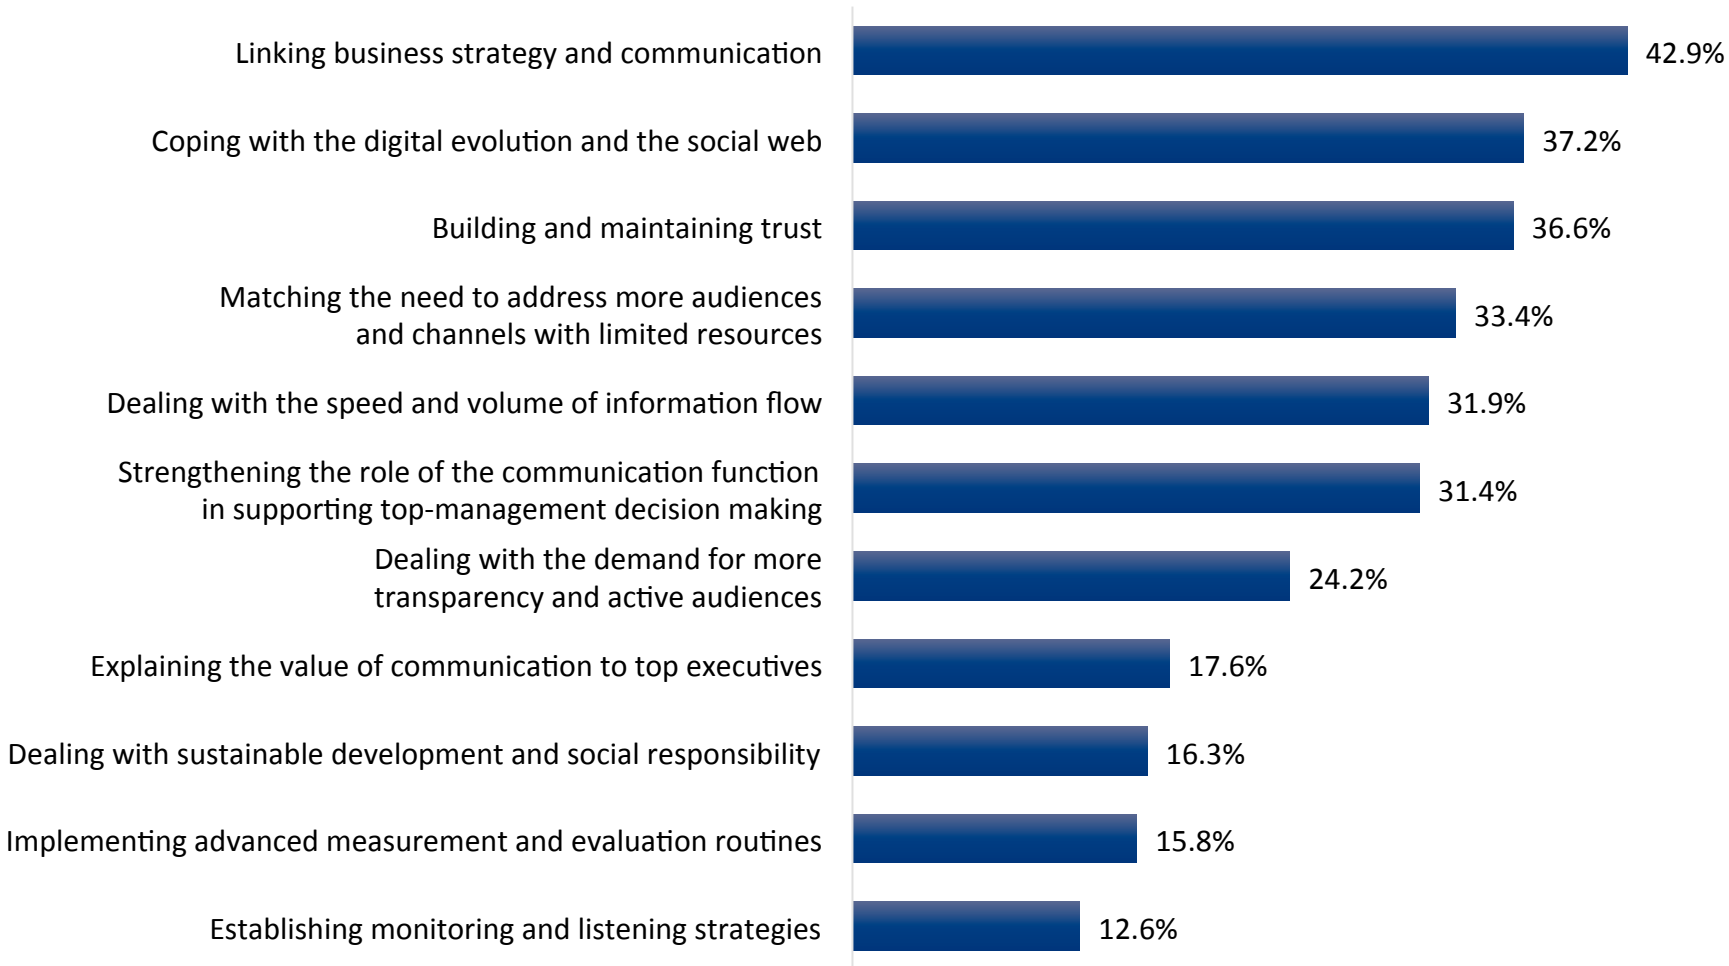 Linking business strategy and communication 42.9%
Coping with the digital evolution and the social web 37.2%
Building and maintaining trust 36.6%
Matching the need to address more audiences
and channels with limited resources 33.4%
Dealing with the speed and volume of information flow 31.9%
Strengthening the role of the communication function
in supporting top-management decision making 31.4%
Dealing with the demand for more
transparency and active audiences 24.2%
Explaining the value of communication to top executives 17.6%
Dealing with sustainable development and social responsibility 16.3%
Implementing advanced measurement and evaluation routines 15.8%
Establishing monitoring and listening strategies 12.6%